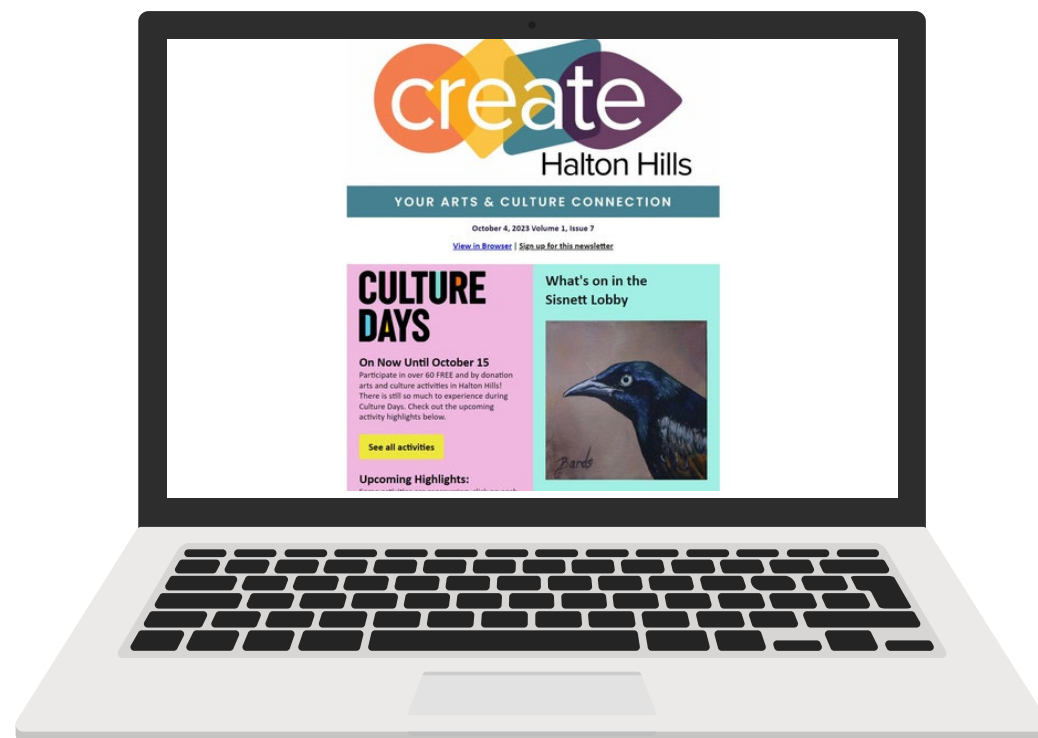 create
Halton Hills
YOUR ARTS & CULTURE CONNECTION
October 4, 2023 Volume 1, Issue 7
View in Browser | Sign up for this newsletter
CULTURE
DAYS
On Now Until October 15
Participate in over 60 FREE and by donation
arts and culture activities in Halton Hills!
There is still so much to experience during
Culture Days. Check out the upcoming
activity highlights below.
See all activities
Upcoming Highlights:
What's on in the
Sisnett Lobby
Bards